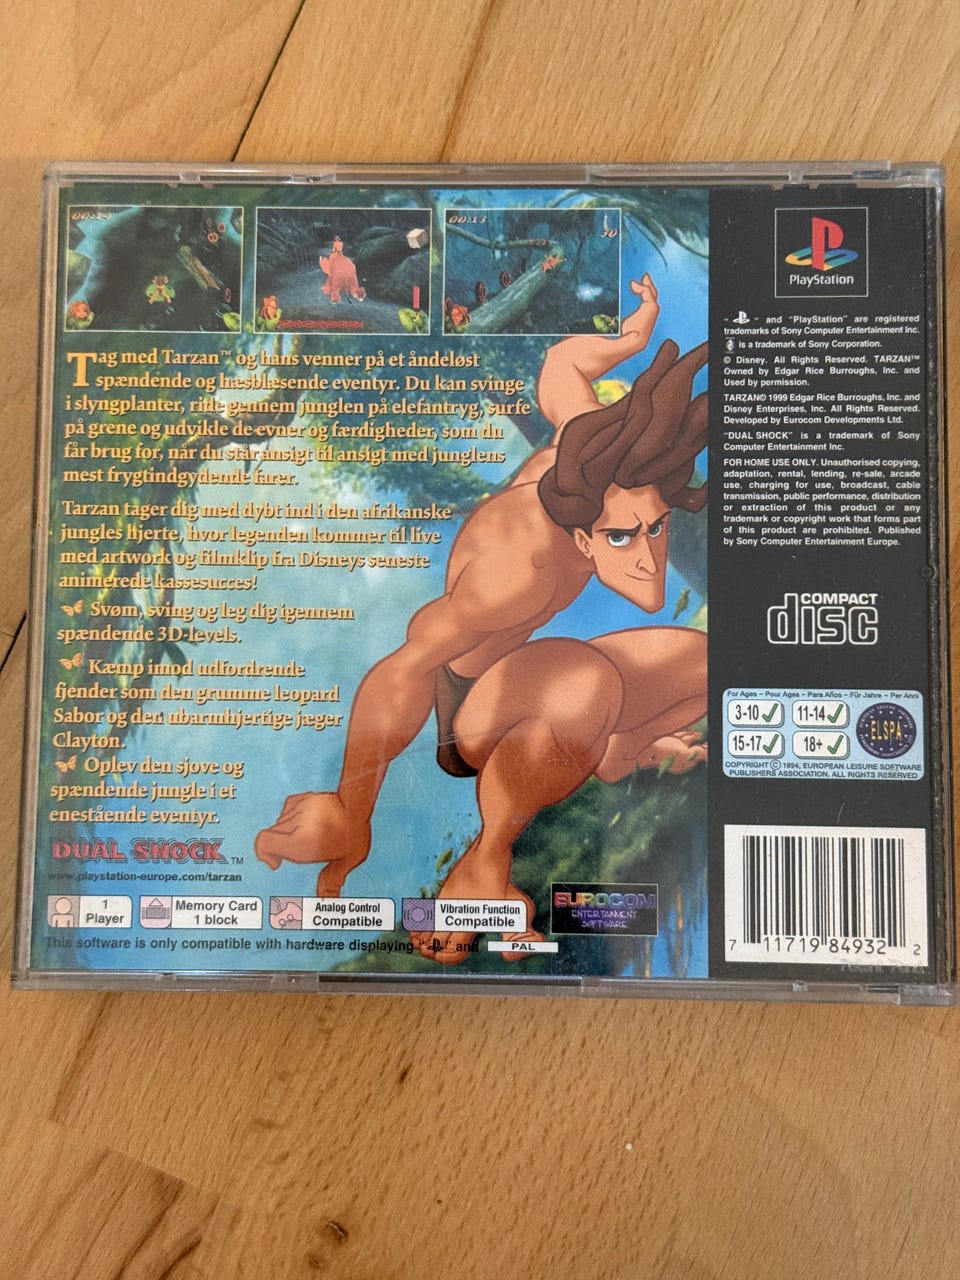 00:24
00:13
30
Tag med Tarzan™ og hans venner på et åndeløst
spændende og hæsblæsende eventyr. Du kan svinge
i slyngplanter, ride gennem junglen på elefantryg, surfe
på grene og udvikle de evner og færdigheder, som du
får brug for, når du står ansigt til ansigt med junglens
mest frygtindgydende farer.
Tarzan tager dig med dybt ind i den afrikanske
jungles hjerte, hvor legenden kommer til live
med artwork og filmklip fra Disneys seneste
animerede kassesucces!
Svøm, sving og leg dig igennem
spændende 3D-levels.
Kæmp imod udfordrende
fjender som den grumme leopard
Sabor og den ubarmhjertige jæger
Clayton.
Oplev den sjove og
spændende jungle i et
enestående eventyr.
DUAL SHOCK™
www.playstation-europe.com/tarzan
1
Player
Memory Card
1 block
Analog Control
Compatible
Vibration Function
Compatible
This software is only compatible with hardware displaying " " and PAL
EUROCOM
ENTERTAINMENT
SOFTWARE
PlayStation
" " and "PlayStation" are registered
trademarks of Sony Computer Entertainment Inc.
is a trademark of Sony Corporation.
© Disney. All Rights Reserved. TARZAN™
Owned by Edgar Rice Burroughs, Inc. and
Used by permission.
TARZAN© 1999 Edgar Rice Burroughs, Inc. and
Disney Enterprises, Inc. All Rights Reserved.
Developed by Eurocom Developments Ltd.
"DUAL SHOCK" is a trademark of Sony
Computer Entertainment Inc.
FOR HOME USE ONLY. Unauthorised copying,
adaptation, rental, lending, re-sale, arcade
use, charging for use, broadcast, cable
transmission, public performance, distribution
or extraction of this product or any
trademark or copyright work that forms part
of this product are prohibited. Published
by Sony Computer Entertainment Europe.
COMPACT
disc
For Ages – Pour Ages – Para Años – Für Jahre – Per Anni
3-10 11-14
15-17 18+
ELSPA
COPYRIGHT © 1994, EUROPEAN LEISURE SOFTWARE
PUBLISHERS ASSOCIATION. ALL RIGHTS RESERVED
7 11719 84932 2